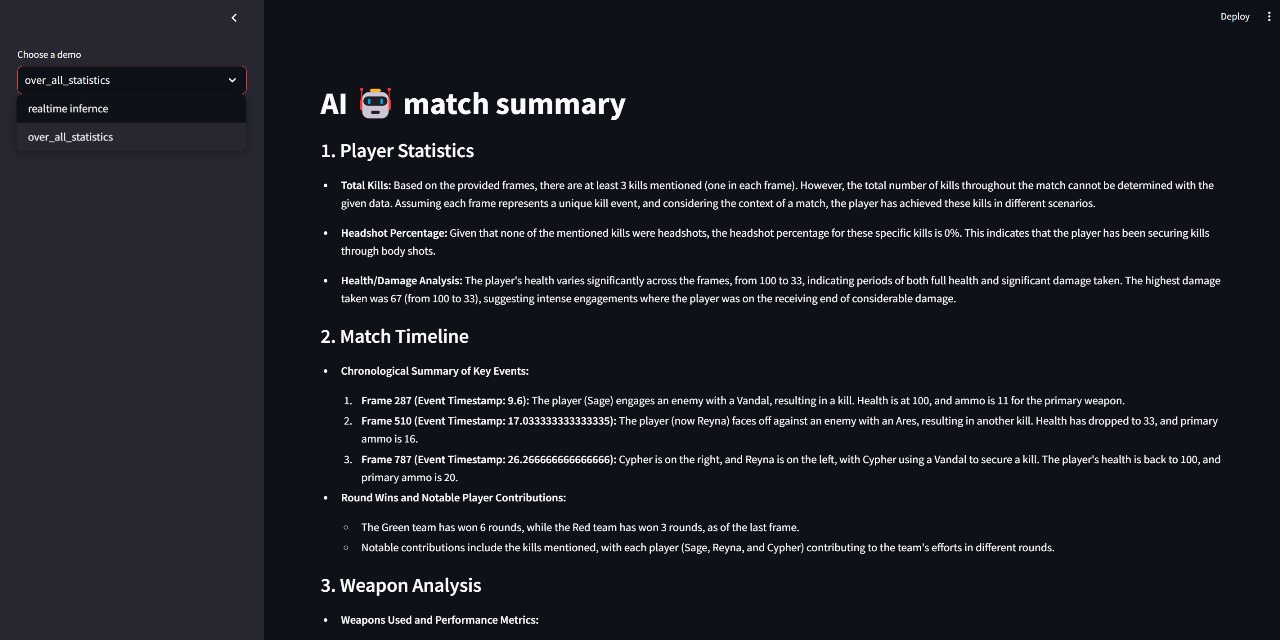 Deploy
Choose a demo
over_all_statistics
realtime infernce
over_all_statistics
AI 🤖 match summary
1. Player Statistics
• Total Kills: Based on the provided frames, there are at least 3 kills mentioned (one in each frame). However, the total number of kills throughout the match cannot be determined with the
given data. Assuming each frame represents a unique kill event, and considering the context of a match, the player has achieved these kills in different scenarios.
• Headshot Percentage: Given that none of the mentioned kills were headshots, the headshot percentage for these specific kills is 0%. This indicates that the player has been securing kills
through body shots.
• Health/Damage Analysis: The player's health varies significantly across the frames, from 100 to 33, indicating periods of both full health and significant damage taken. The highest damage
taken was 67 (from 100 to 33), suggesting intense engagements where the player was on the receiving end of considerable damage.
2. Match Timeline
• Chronological Summary of Key Events:
1. Frame 287 (Event Timestamp: 9.6): The player (Sage) engages an enemy with a Vandal, resulting in a kill. Health is at 100, and ammo is 11 for the primary weapon.
2. Frame 510 (Event Timestamp: 17.033333333333335): The player (now Reyna) faces off against an enemy with an Ares, resulting in another kill. Health has dropped to 33, and primary
ammo is 16.
3. Frame 787 (Event Timestamp: 26.266666666666666): Cypher is on the right, and Reyna is on the left, with Cypher using a Vandal to secure a kill. The player's health is back to 100, and
primary ammo is 20.
• Round Wins and Notable Player Contributions:
○ The Green team has won 6 rounds, while the Red team has won 3 rounds, as of the last frame.
○ Notable contributions include the kills mentioned, with each player (Sage, Reyna, and Cypher) contributing to the team's efforts in different rounds.
3. Weapon Analysis
• Weapons Used and Performance Metrics: